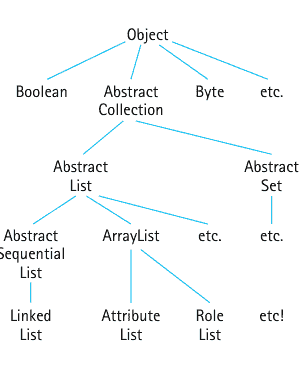 Object
Boolean
Abstract
Collection
Byte
etc.
Abstract
List
Abstract
Set
Abstract
Sequential
List
ArrayList
etc.
etc.
Linked
List
Attribute
List
Role
List
etc!